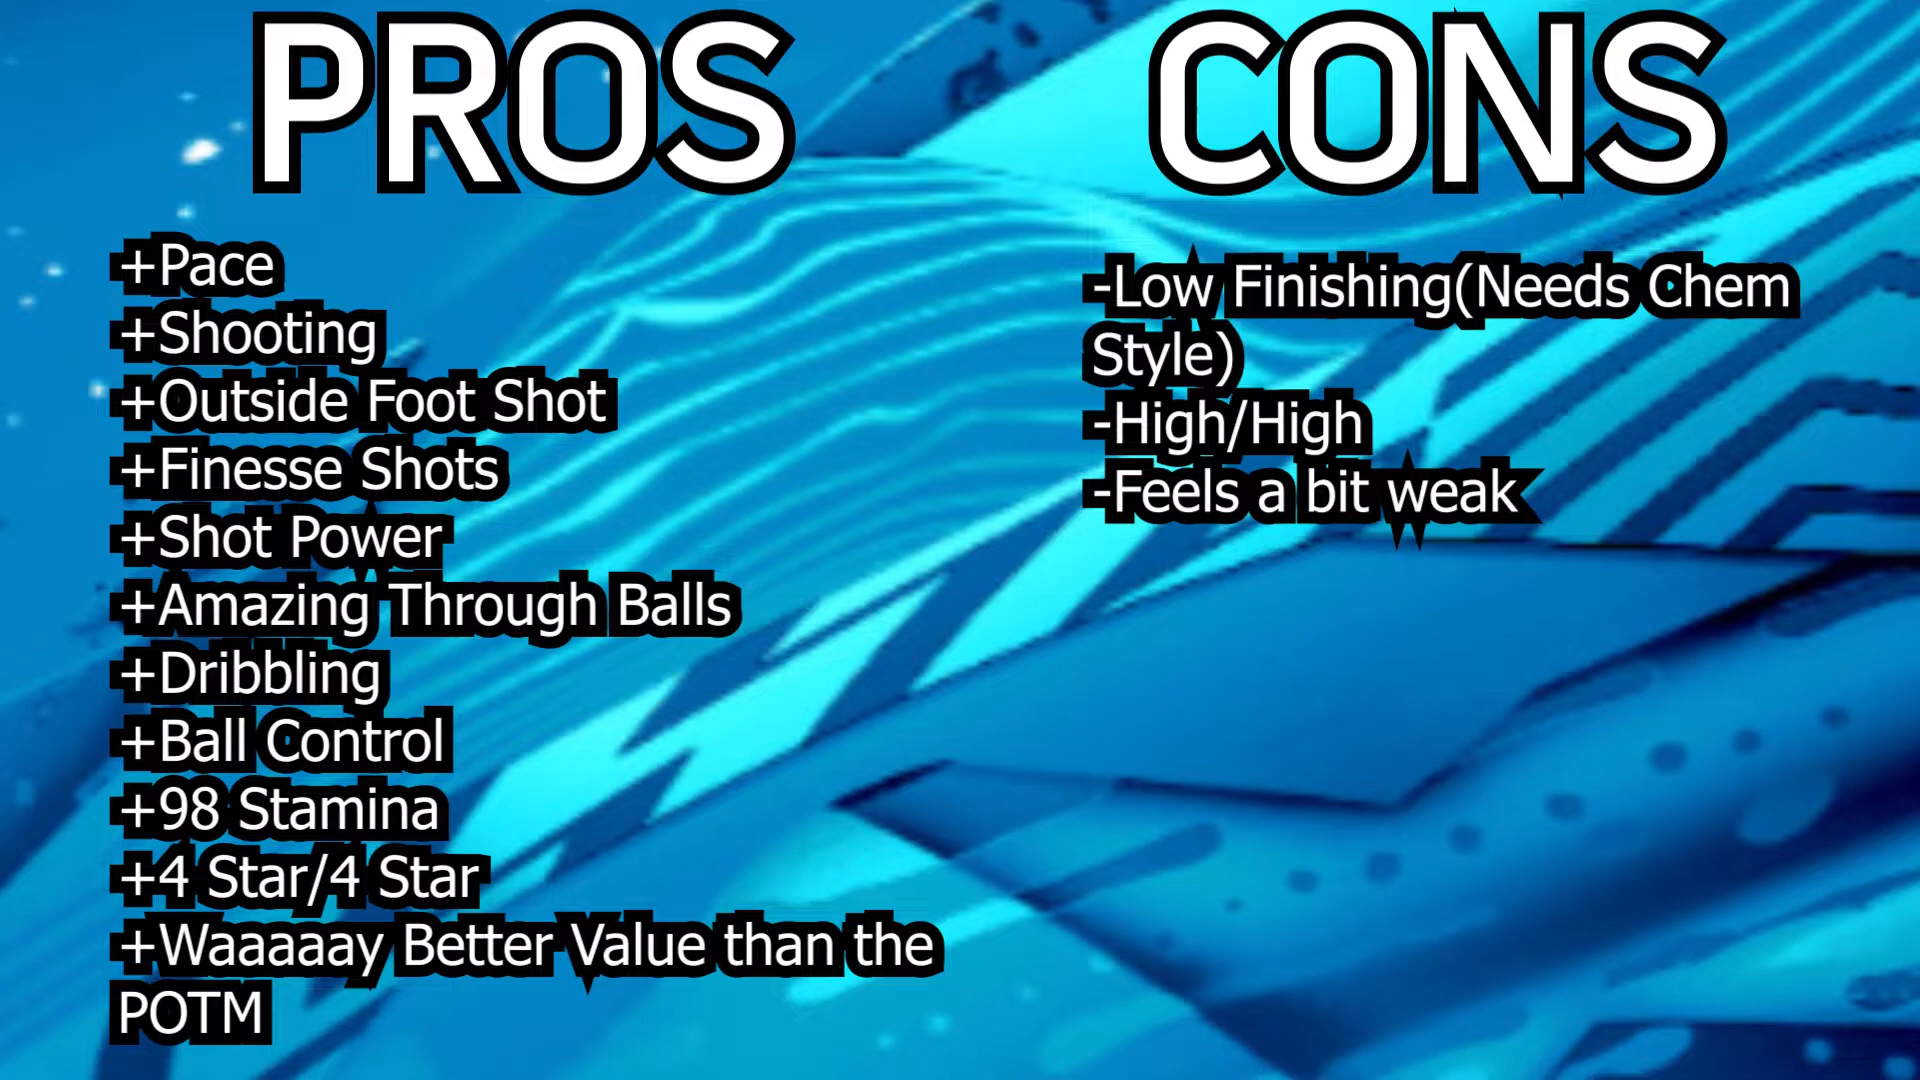 PROS
+Pace
+Shooting
+Outside Foot Shot
+Finesse Shots
+Shot Power
+Amazing Through Balls
+Dribbling
+Ball Control
+98 Stamina
+4 Star/4 Star
+Waaaaay Better Value than the
POTM
CONS
-Low Finishing(Needs Chem
Style)
-High/High
-Feels a bit weak